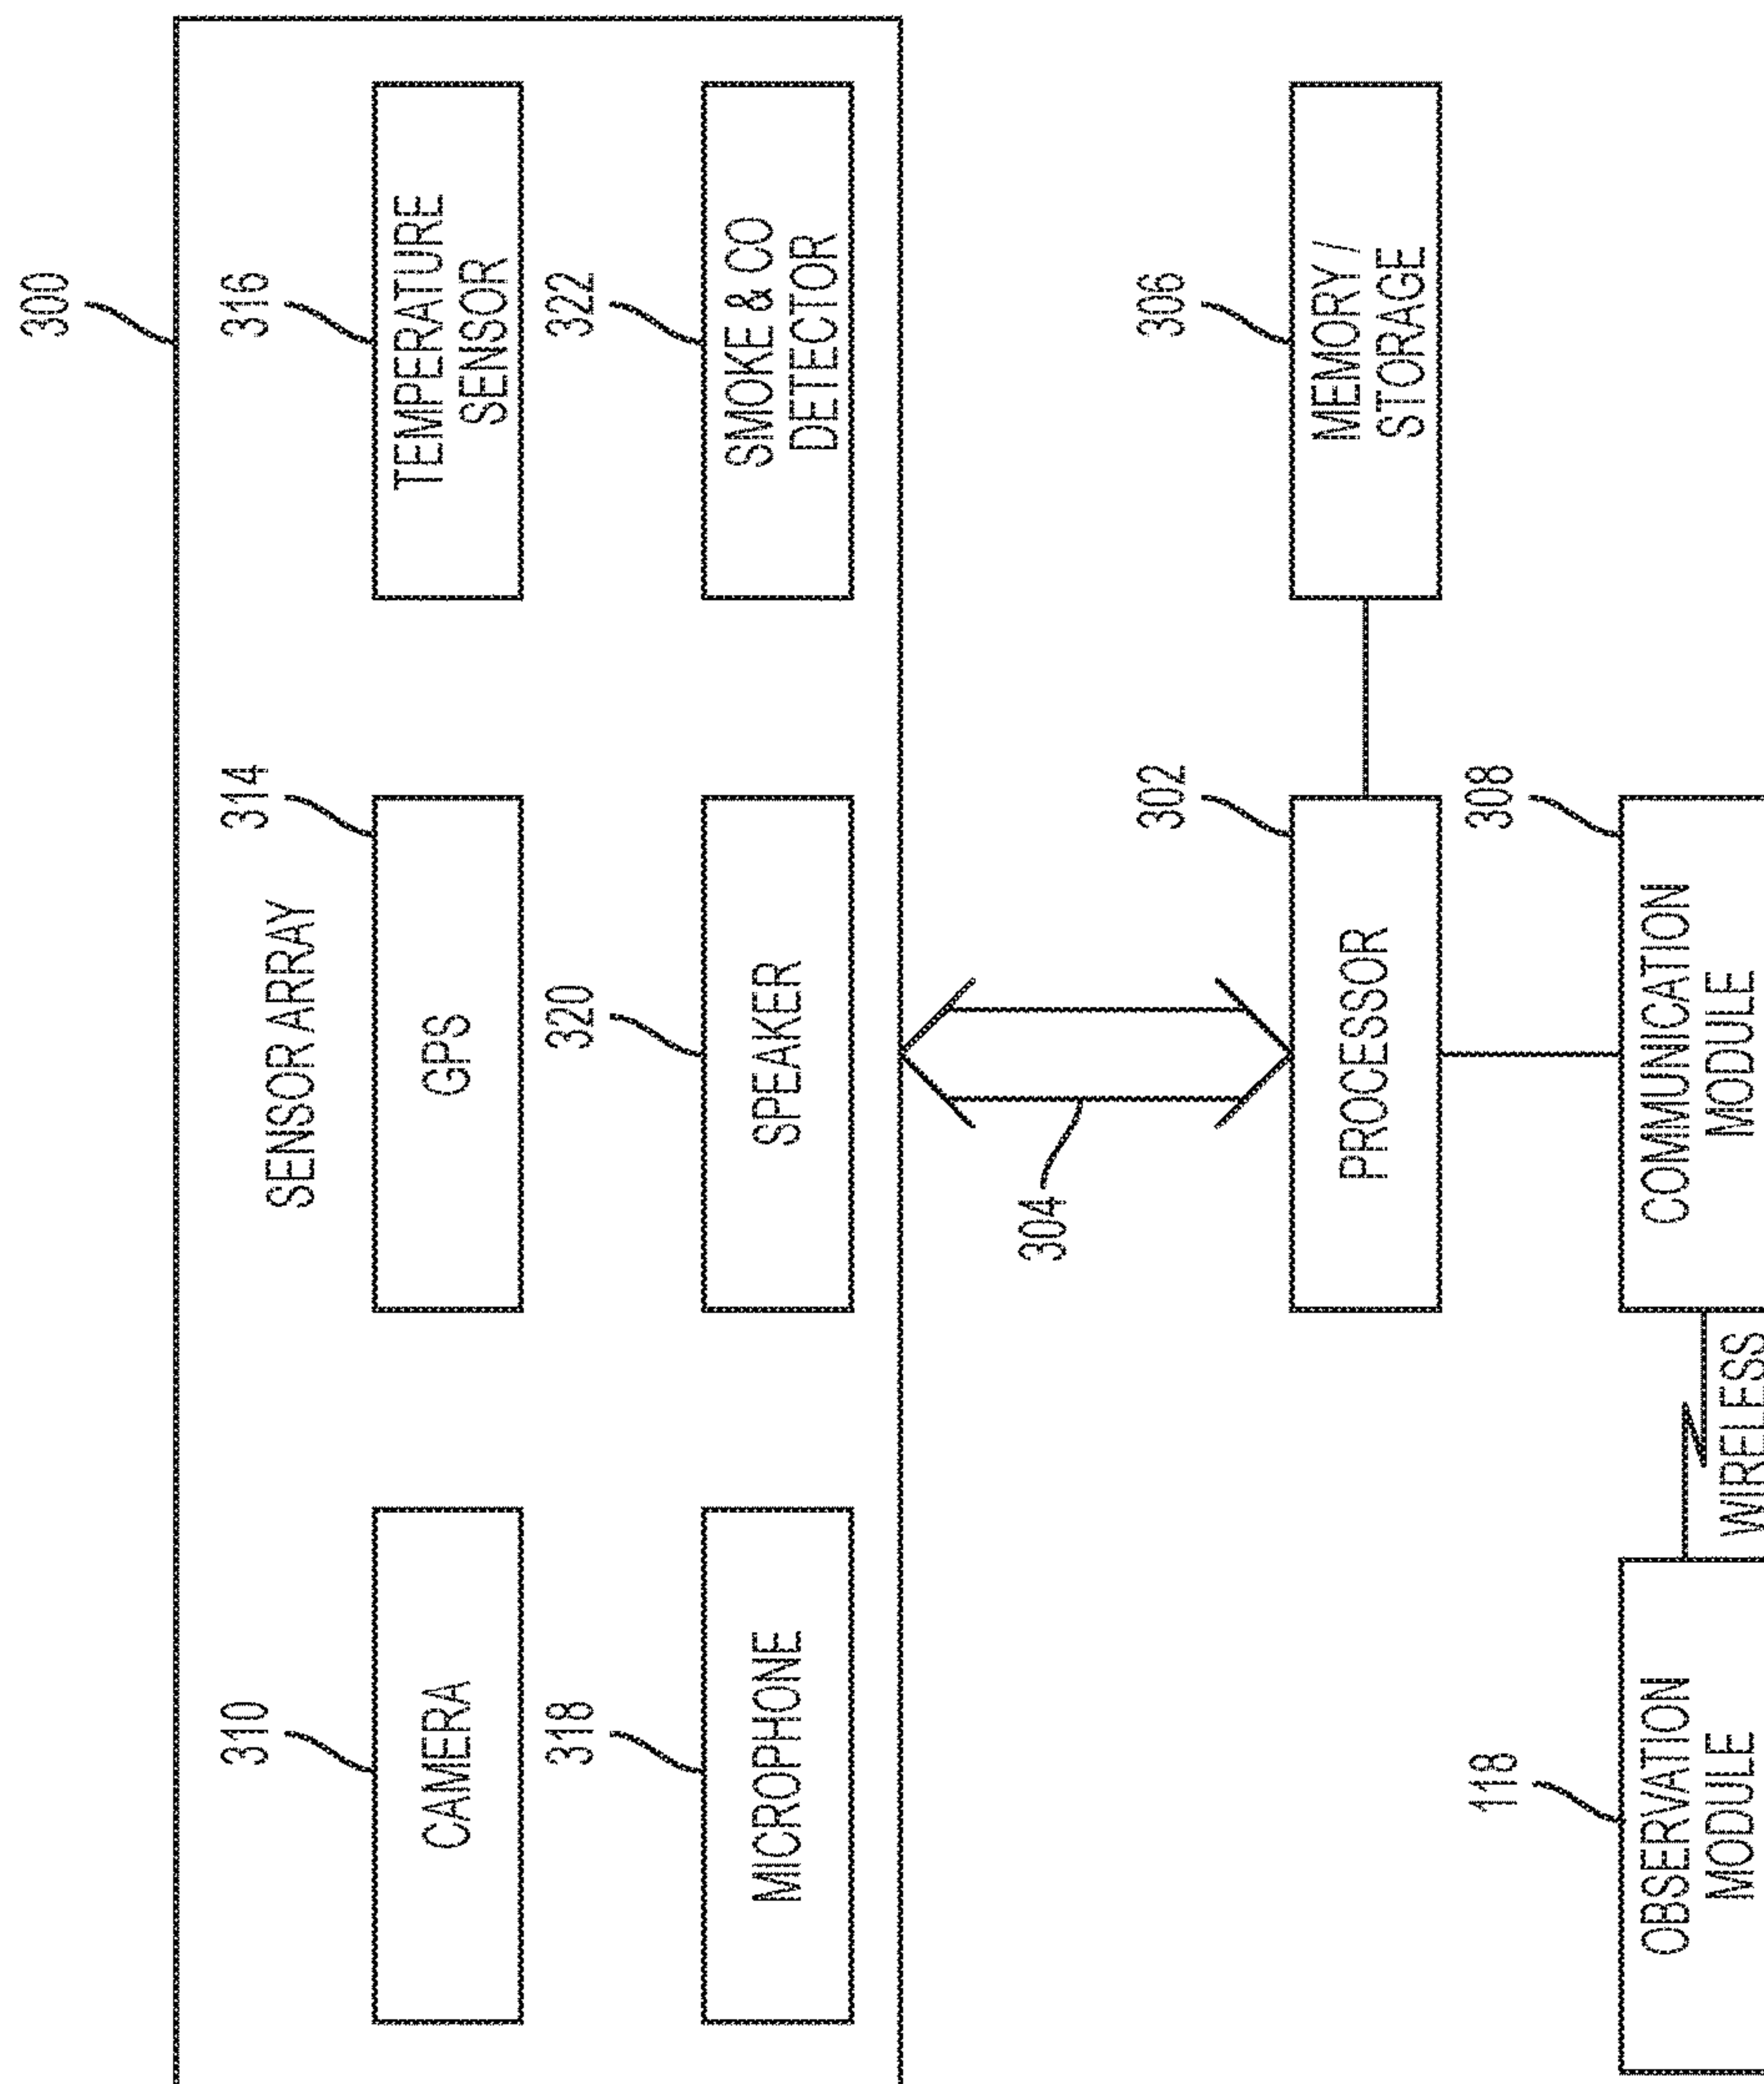 300
SENSOR ARRAY
310
314
316
CAMERA
GPS
TEMPERATURE
SENSOR
318
320
322
MICROPHONE
SPEAKER
SMOKE & CO
DETECTOR
304
302
306
PROCESSOR
MEMORY /
STORAGE
118
308
OBSERVATION
MODULE
WIRELESS
COMMUNICATION
MODULE